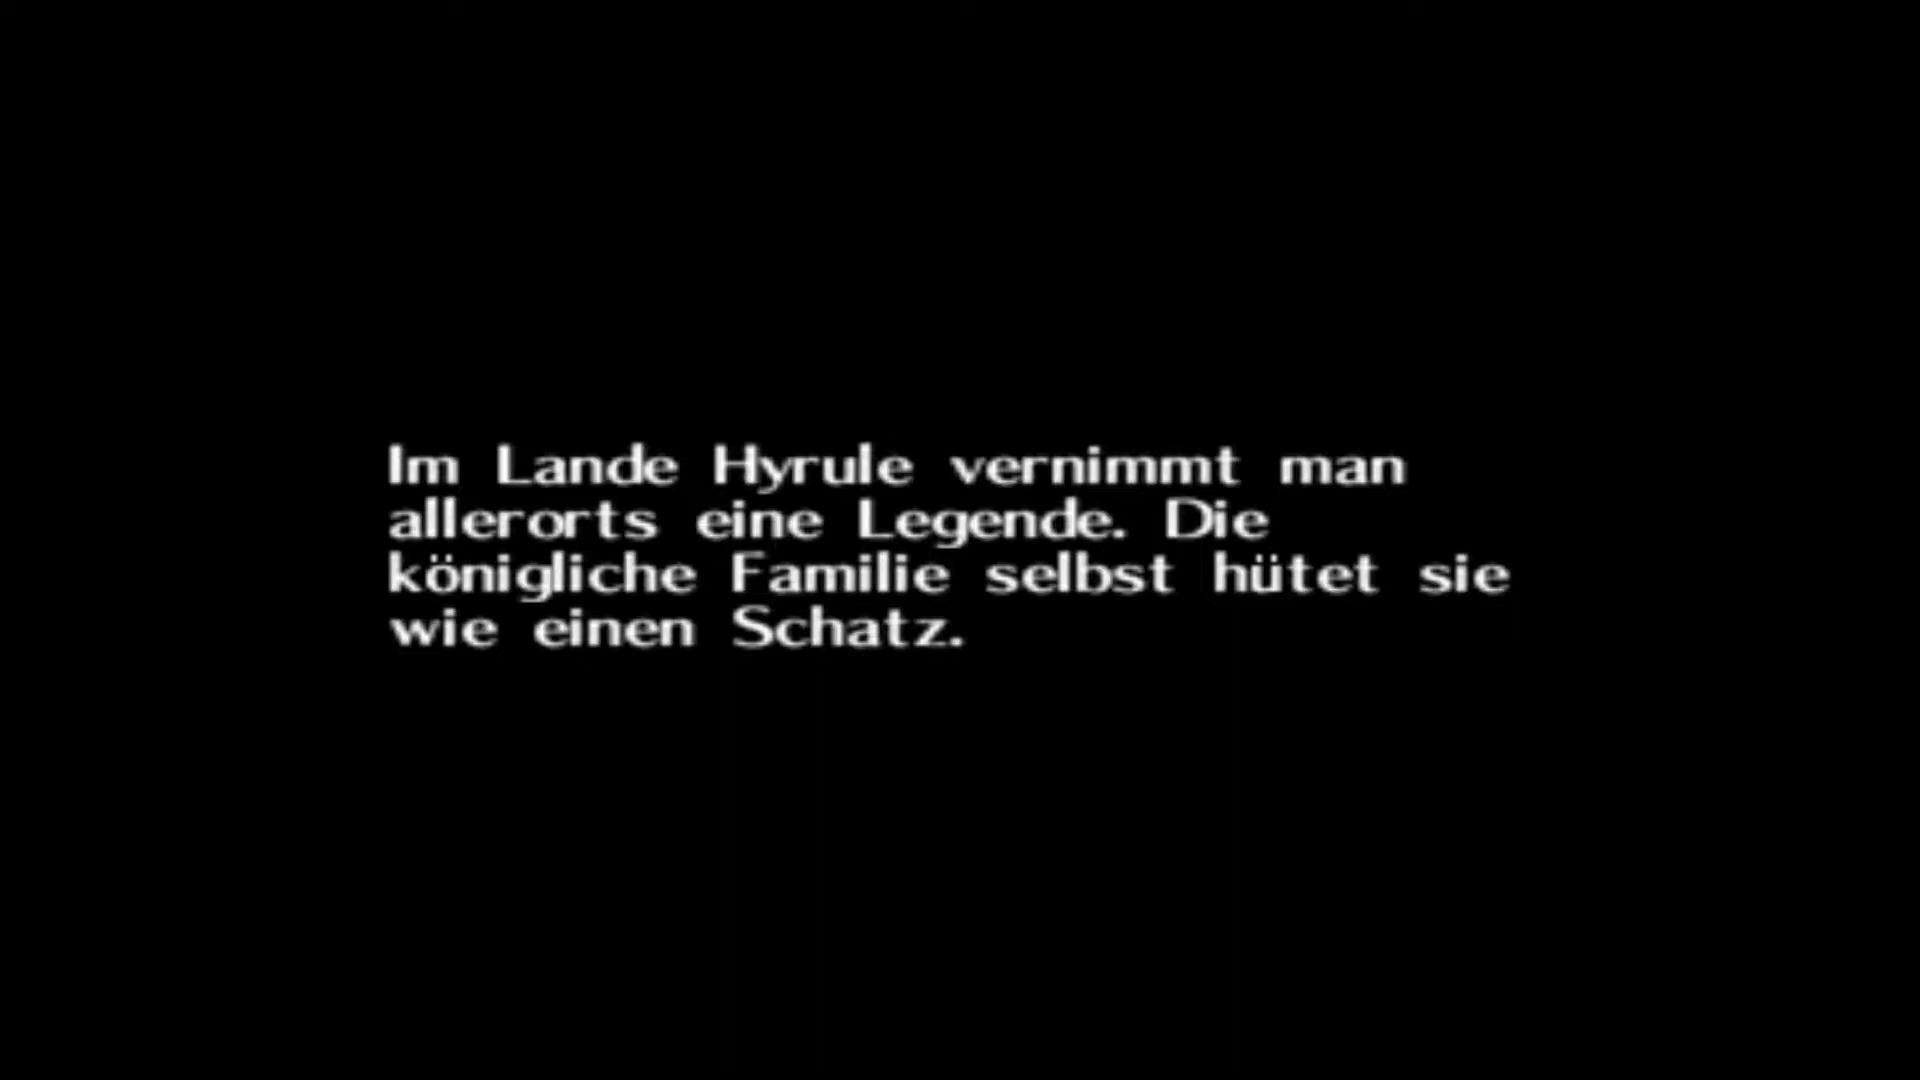 Im Lande Hyrule vernimmt man
allerorts eine Legende. Die
königliche Familie selbst hütet sie
wie einen Schatz.